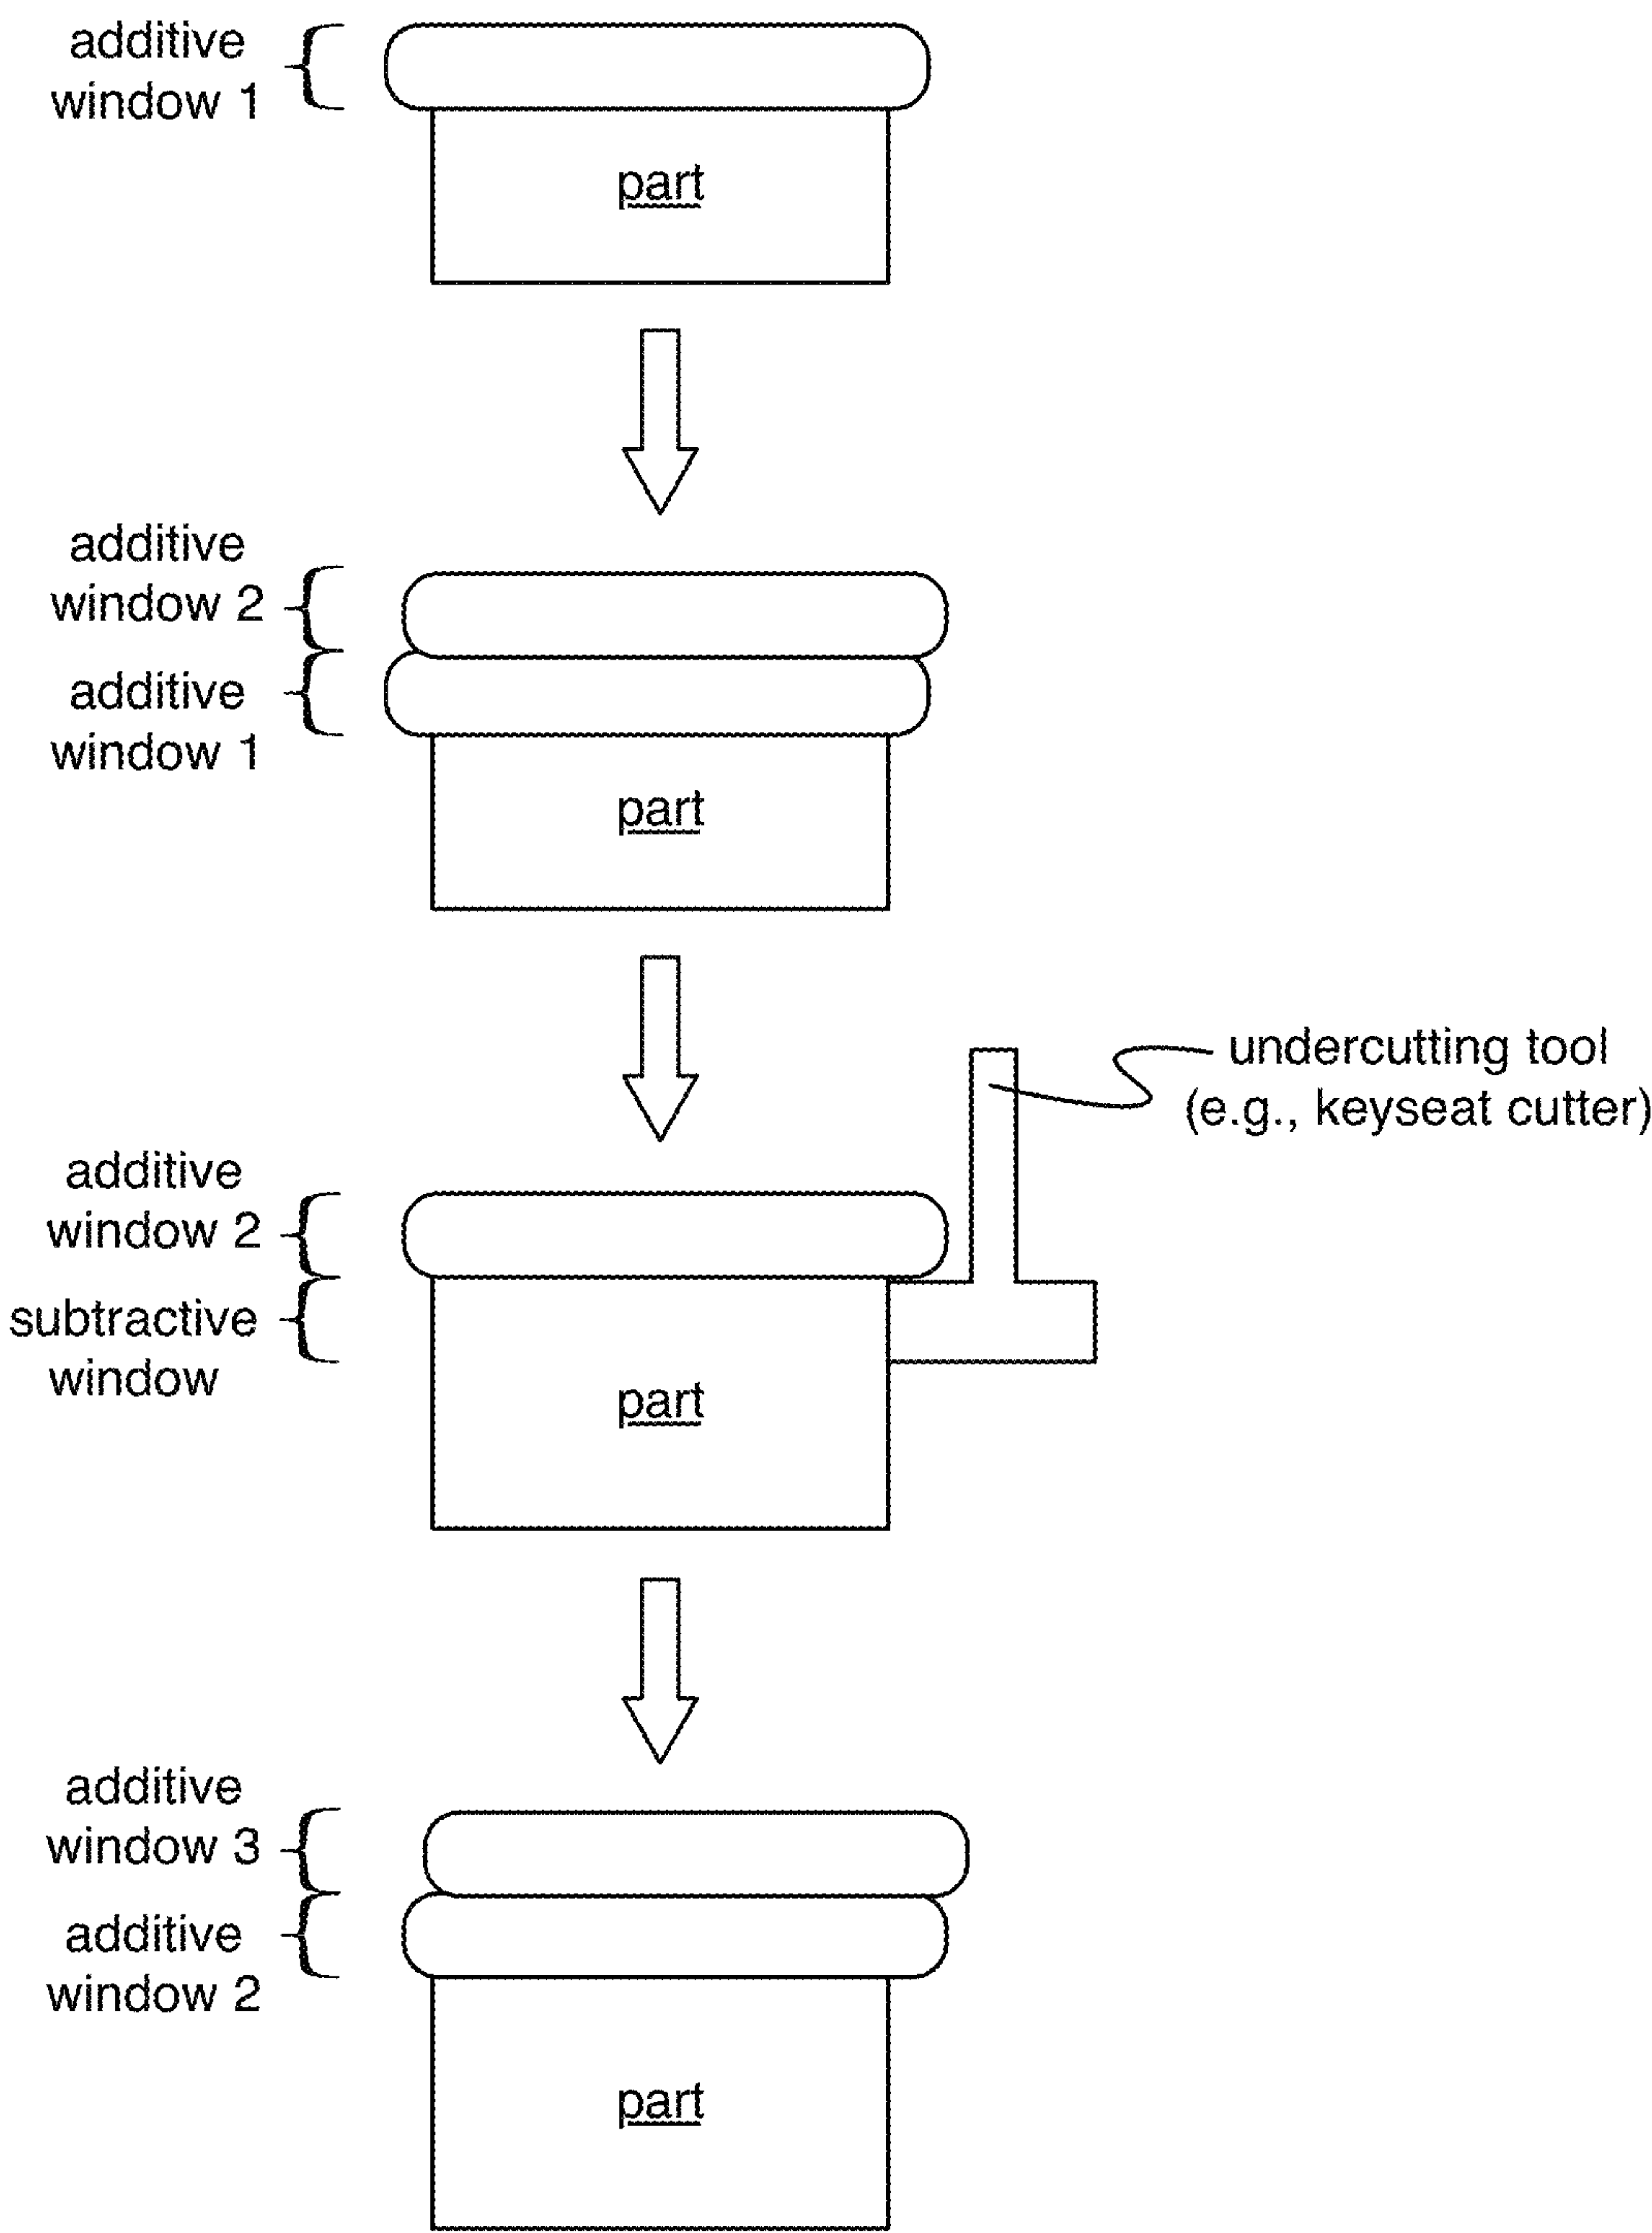 additive
window 1
part
additive
window 2
additive
window 1
part
undercutting tool
(e.g., keyseat cutter)
additive
window 2
subtractive
window
part
additive
window 3
additive
window 2
part